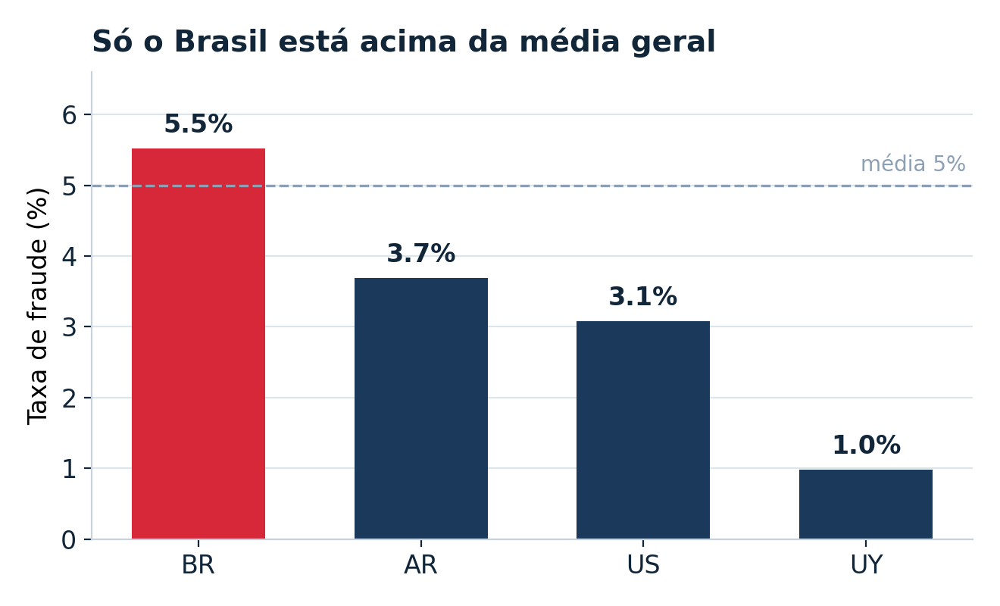 Só o Brasil está acima da média geral
Taxa de fraude (%)
6
5
4
3
2
1
0
5.5%
3.7%
3.1%
1.0%
média 5%
BR
AR
US
UY